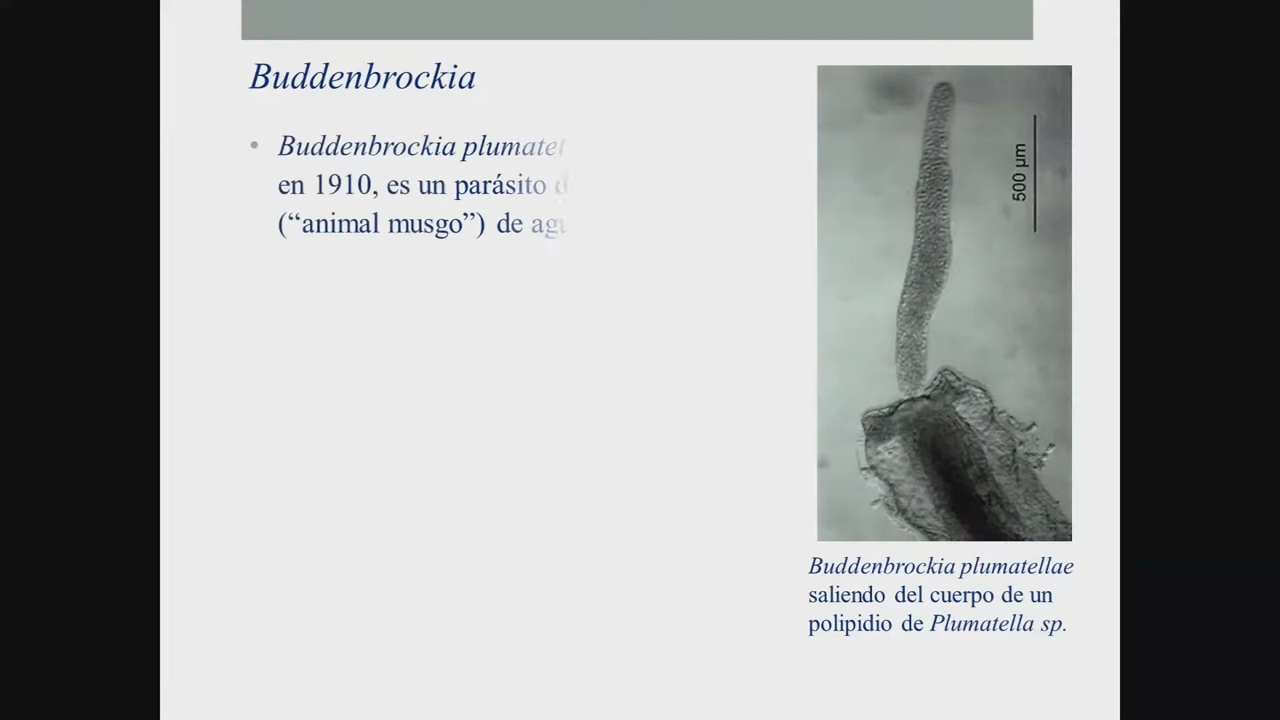 Buddenbrockia
• Buddenbrockia
en 1910, es un parásito
(“animal musgo”) de
500 μm
Buddenbrockia plumatellae
saliendo del cuerpo de un
polipidio de Plumatella sp.